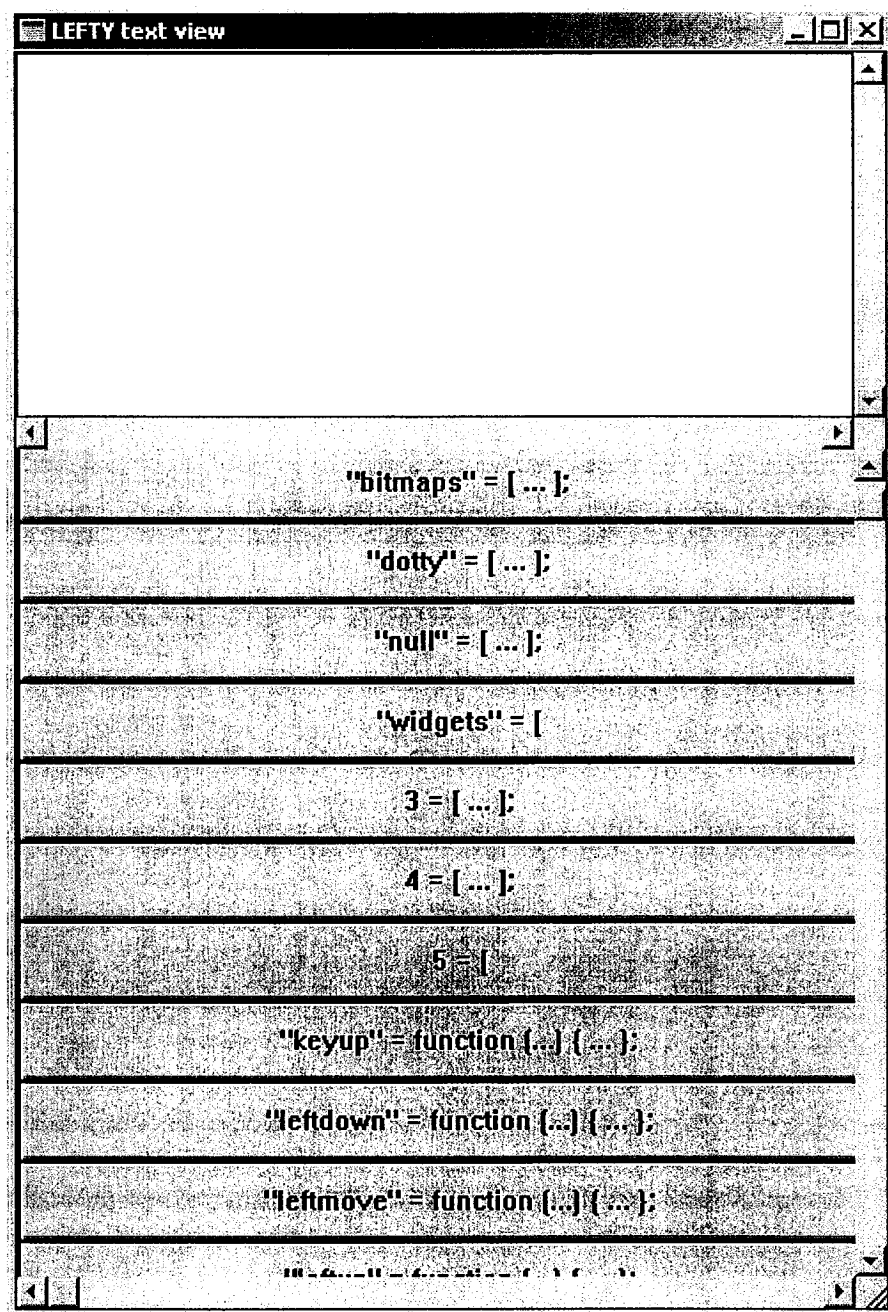 LEFTY text view
"bitmaps" = [ ... ];
"dotty" = [ ... ];
"null" = [ ... ];
"widgets" = [
3 = [ ... ];
4 = [ ... ];
5 = [
"keyup" = function (...) { ... };
"leftdown" = function (...) { ... };
"leftmove" = function (...) { ... };